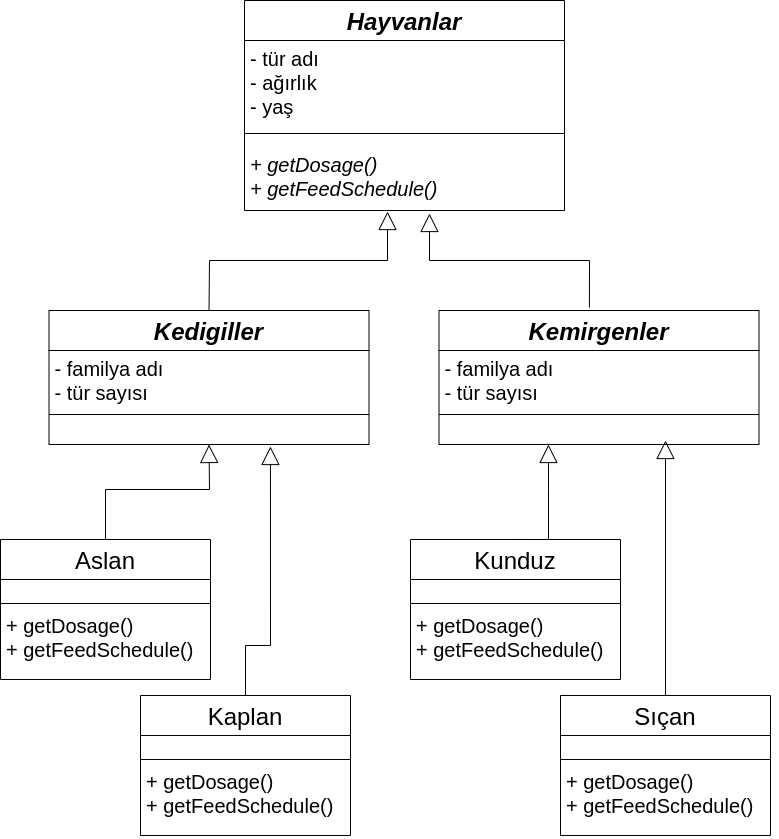 Hayvanlar
- tür adı
- ağırlık
- yaş
+ getDosage()
+ getFeedSchedule()
Kedigiller
- familya adı
- tür sayısı
Kemirgenler
- familya adı
- tür sayısı
Aslan
+ getDosage()
+ getFeedSchedule()
Kunduz
+ getDosage()
+ getFeedSchedule()
Kaplan
+ getDosage()
+ getFeedSchedule()
Sıçan
+ getDosage()
+ getFeedSchedule()